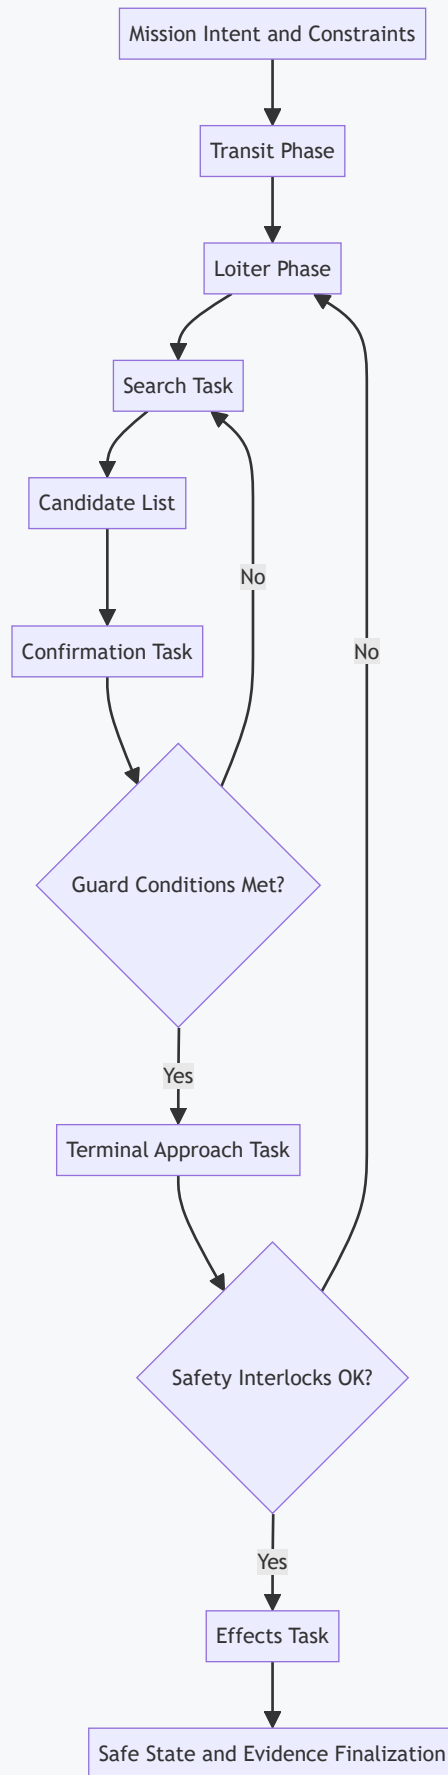 Mission Intent and Constraints
Transit Phase
Loiter Phase
Search Task
Candidate List
No
Confirmation Task
No
Guard Conditions Met?
Yes
Terminal Approach Task
Safety Interlocks OK?
Yes
Effects Task
Safe State and Evidence Finalization